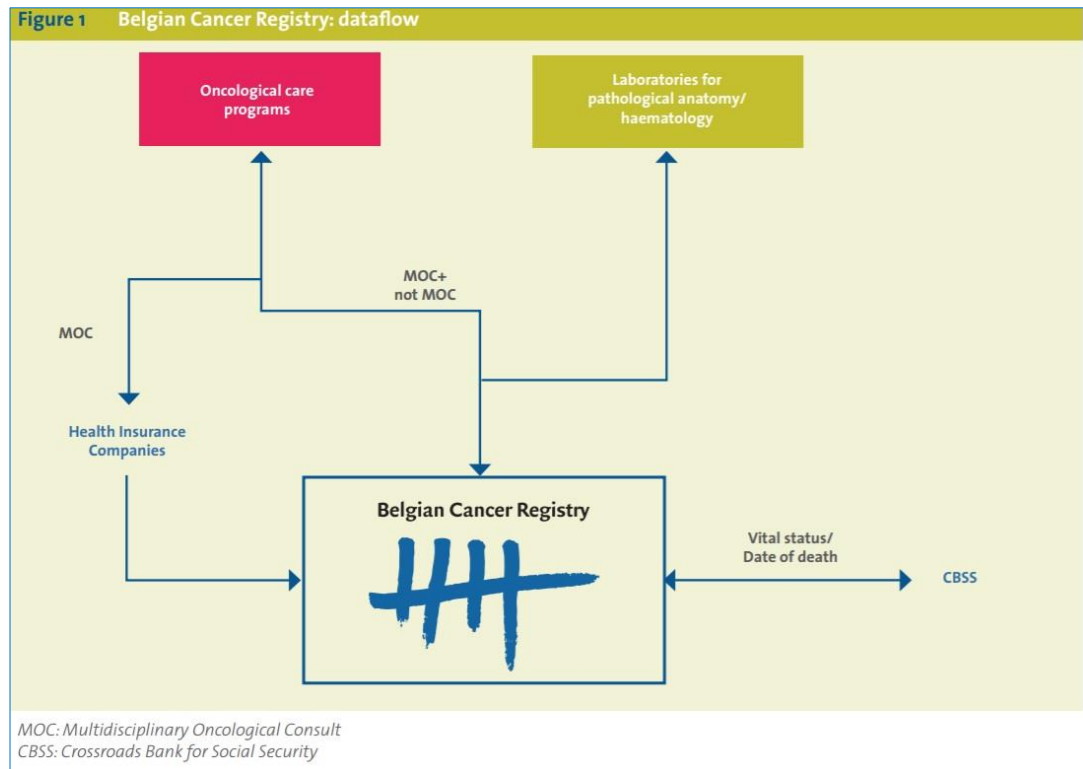 Figure 1 Belgian Cancer Registry: dataflow
Oncological care
programs
Laboratories for
pathological anatomy/
haematology
MOC+
not MOC
MOC
Health Insurance
Companies
Belgian Cancer Registry
Vital status/
Date of death
CBSS
MOC: Multidisciplinary Oncological Consult
CBSS: Crossroads Bank for Social Security